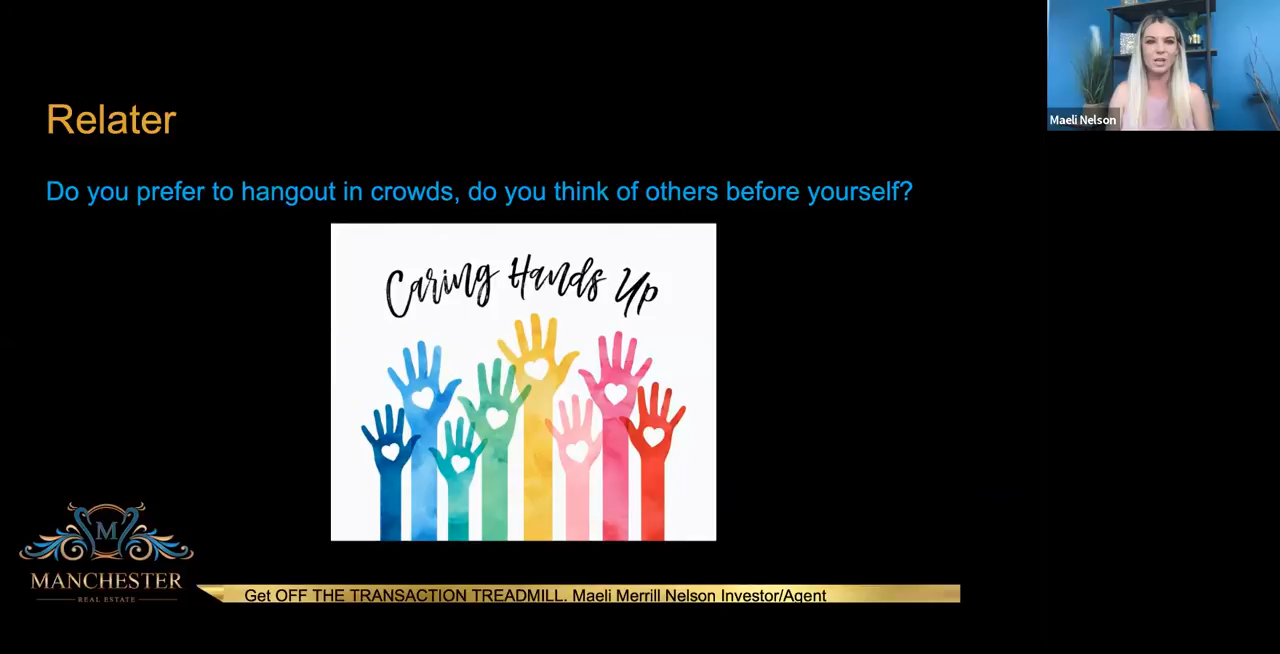 Relater
Maeli Nelson
Do you prefer to hangout in crowds, do you think of others before yourself?
Caring Hands Up
M
MANCHESTER
REAL ESTATE
Get OFF THE TRANSACTION TREADMILL. Maeli Merrill Nelson Investor/Agent